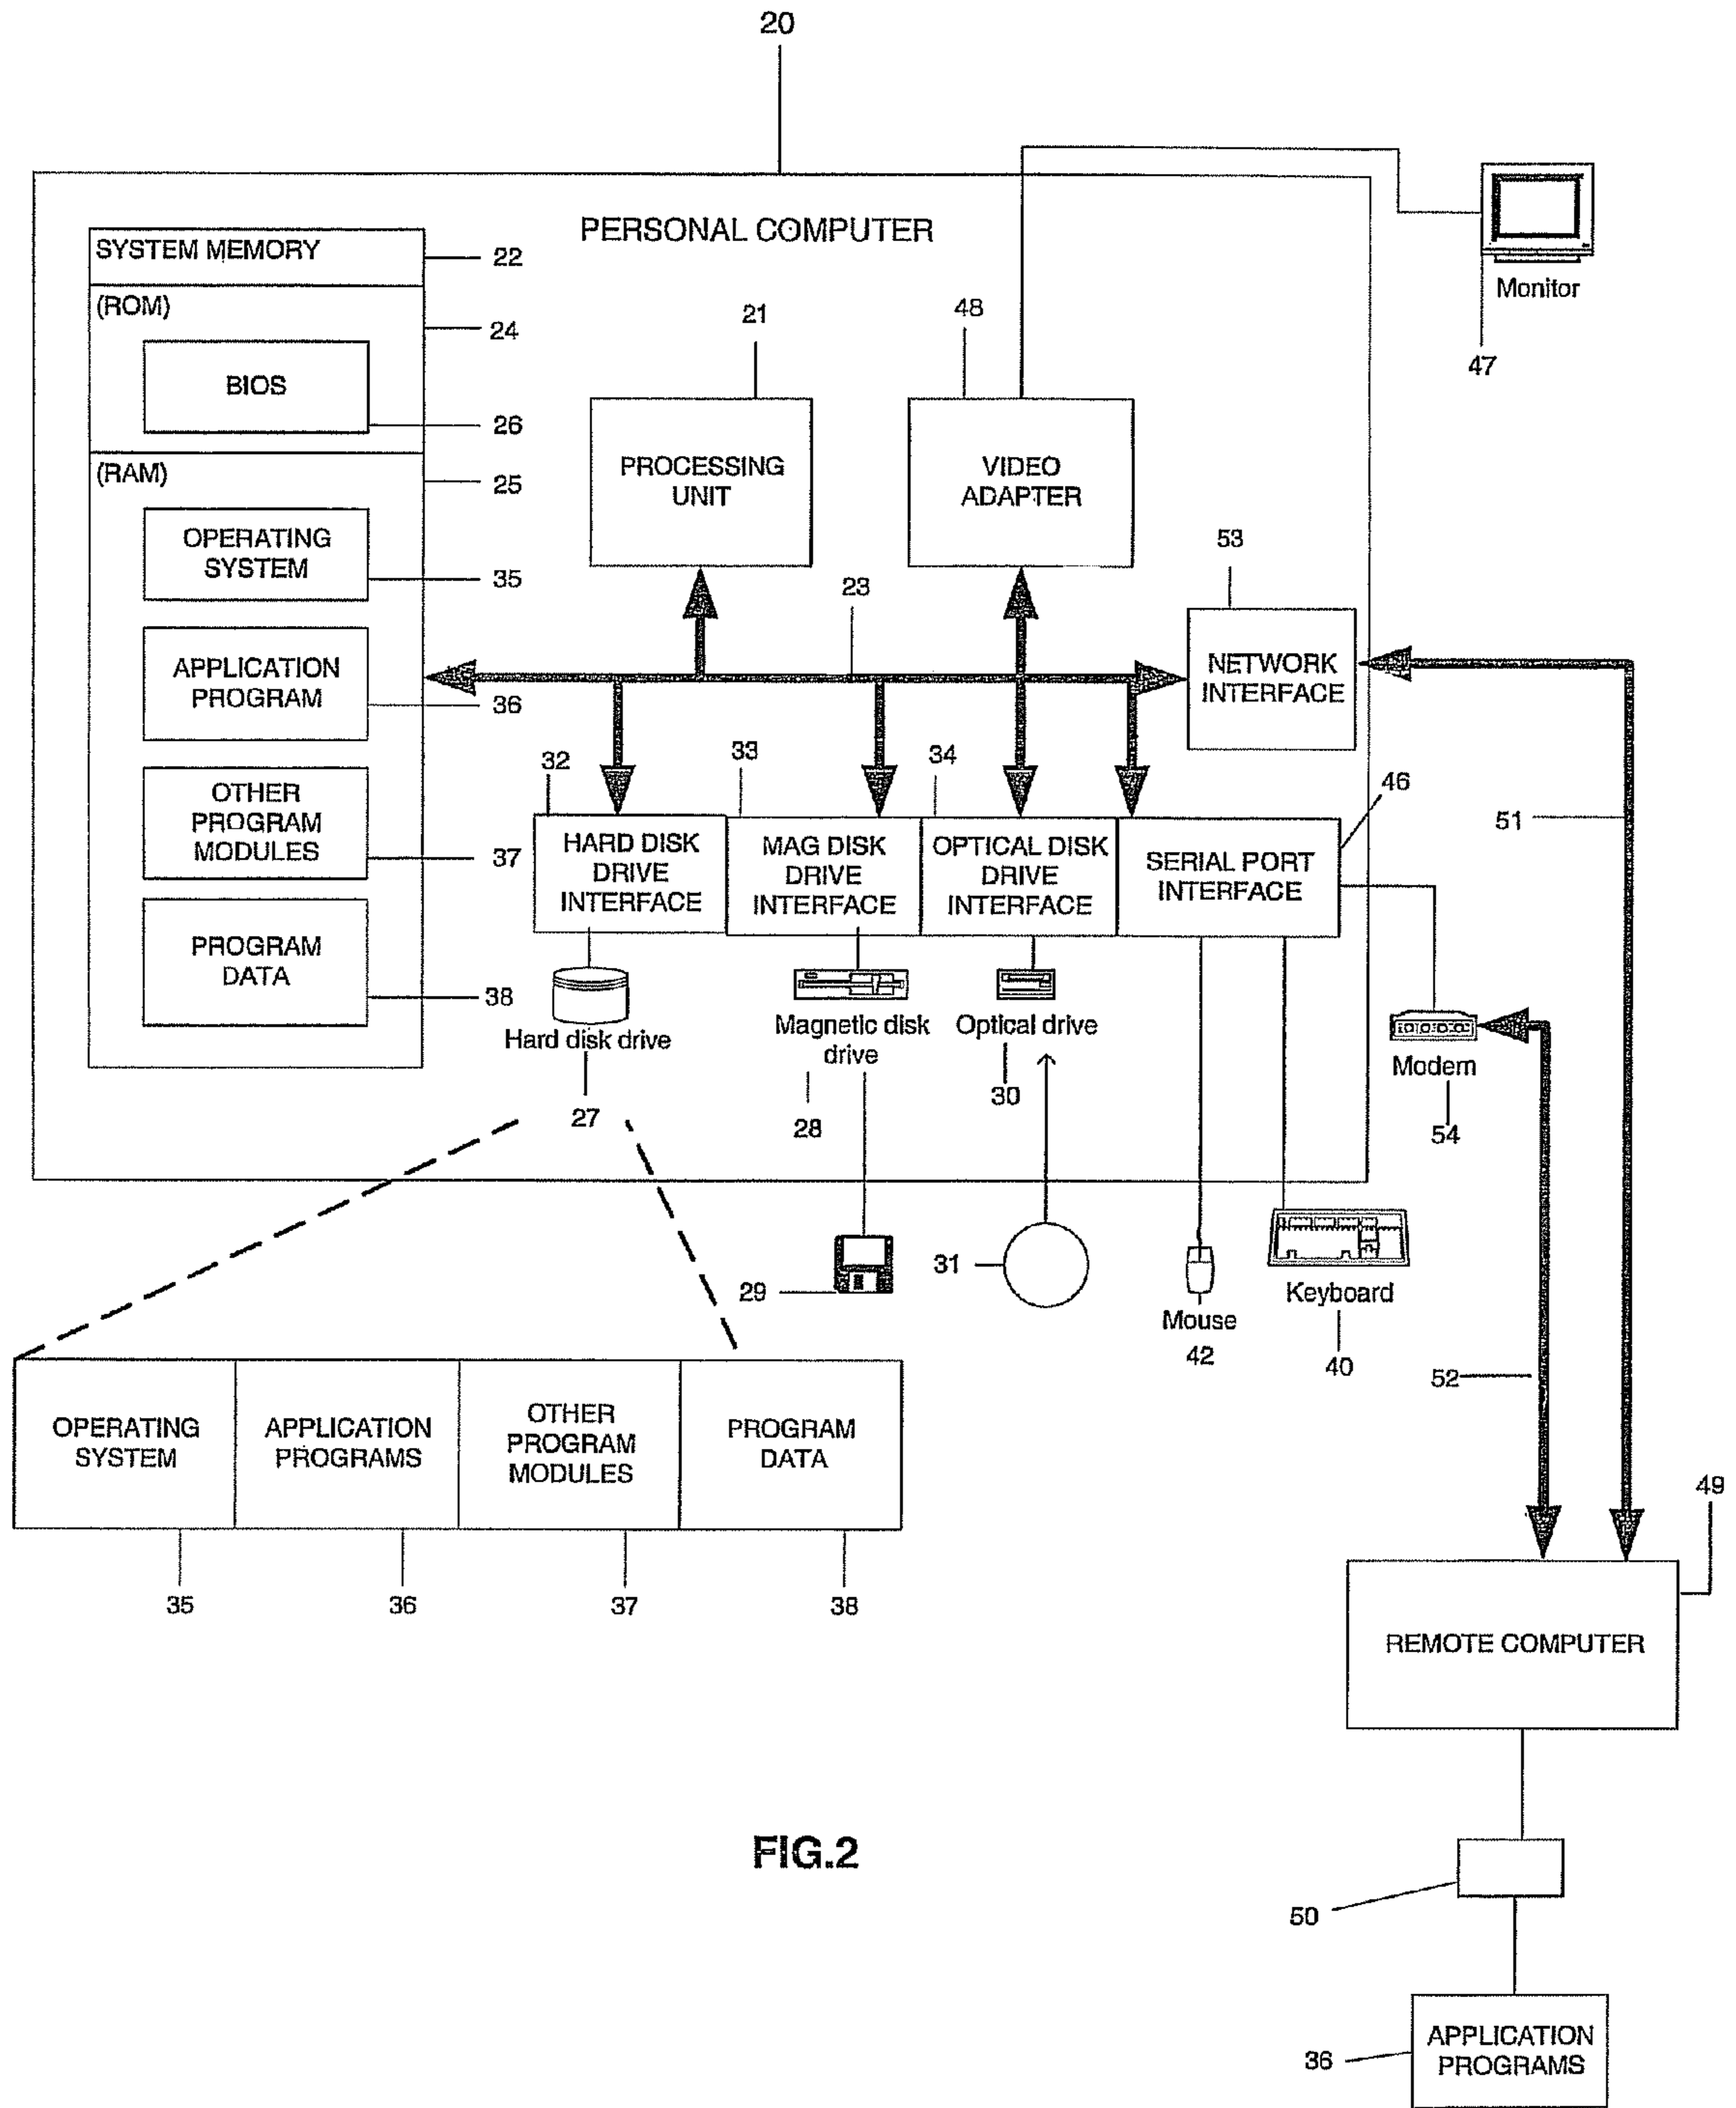 20
PERSONAL COMPUTER
SYSTEM MEMORY
22
(ROM)
24
BIOS
26
(RAM)
25
OPERATING
SYSTEM
35
APPLICATION
PROGRAM
36
OTHER
PROGRAM
MODULES
37
PROGRAM
DATA
38
21
PROCESSING
UNIT
48
VIDEO
ADAPTER
Monitor
47
23
53
NETWORK
INTERFACE
32
HARD DISK
DRIVE
INTERFACE
33
MAG DISK
DRIVE
INTERFACE
34
OPTICAL DISK
DRIVE
INTERFACE
46
SERIAL PORT
INTERFACE
51
Hard disk drive
27
Magnetic disk
drive
28
Optical drive
30
Modem
54
29
31
Mouse
42
Keyboard
40
52
OPERATING
SYSTEM
APPLICATION
PROGRAMS
OTHER
PROGRAM
MODULES
PROGRAM
DATA
35
36
37
38
49
REMOTE COMPUTER
FIG.2
50
36
APPLICATION
PROGRAMS